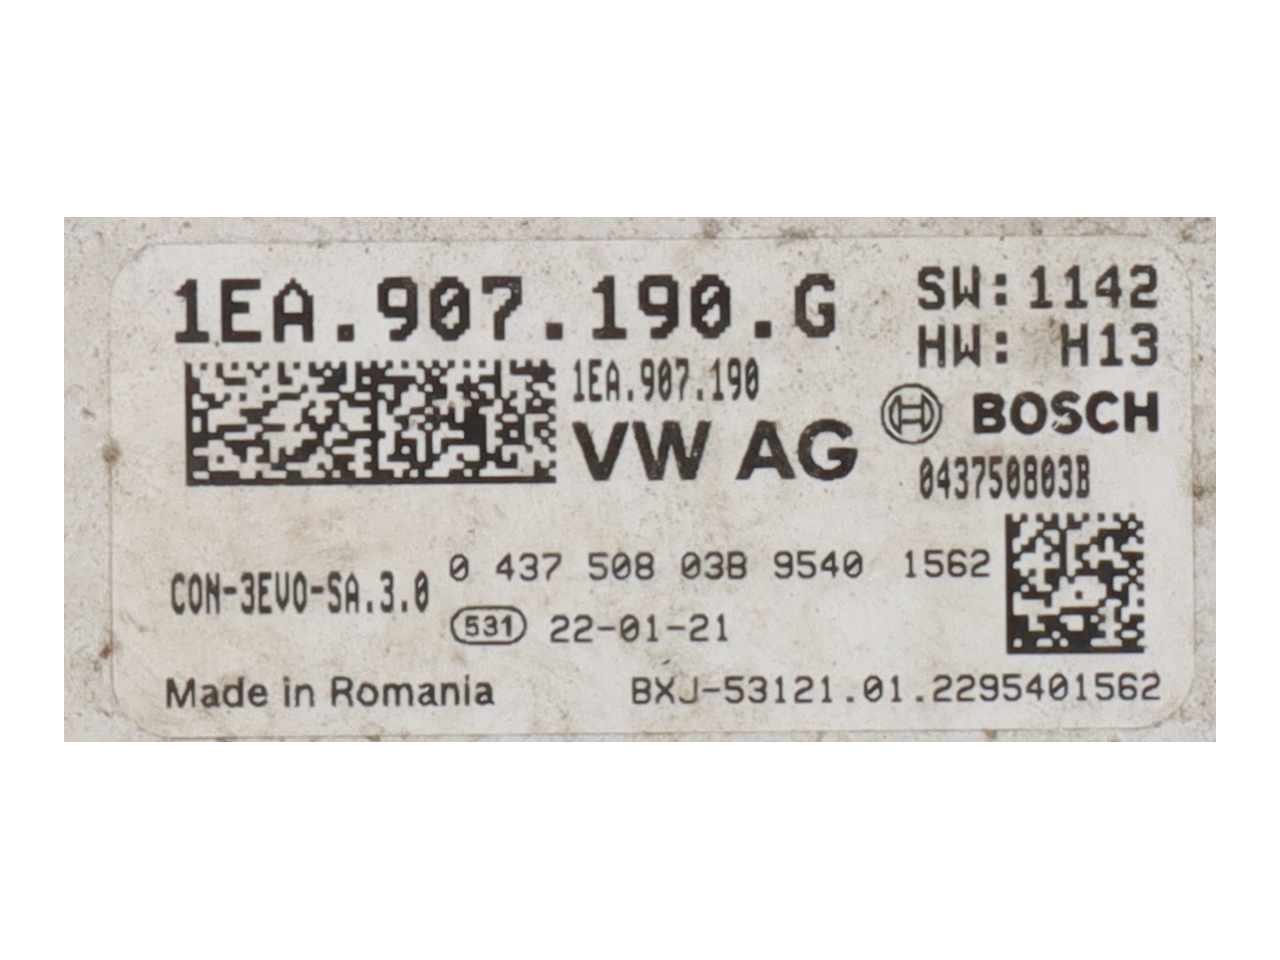 1EA.907.190.G
SW:1142
HW: H13
1EA.907.190
VW AG
BOSCH
043750803B
CON-3EVO-SA.3.0
0 437 508 03B 9540 1562
531 22-01-21
Made in Romania
BXJ-53121.01.2295401562